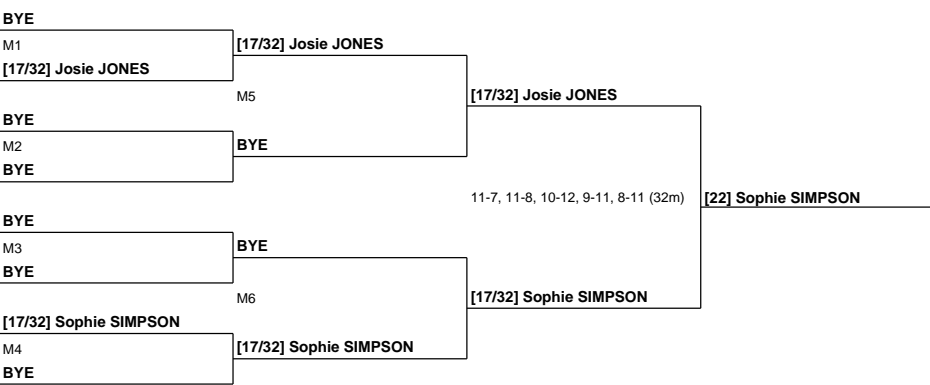 BYE
M1
[17/32] Josie JONES
[17/32] Josie JONES
M5
[17/32] Josie JONES
BYE
M2
BYE
BYE
11-7, 11-8, 10-12, 9-11, 8-11 (32m)
[22] Sophie SIMPSON
BYE
M3
BYE
BYE
M6
[17/32] Sophie SIMPSON
[17/32] Sophie SIMPSON
M4
[17/32] Sophie SIMPSON
BYE